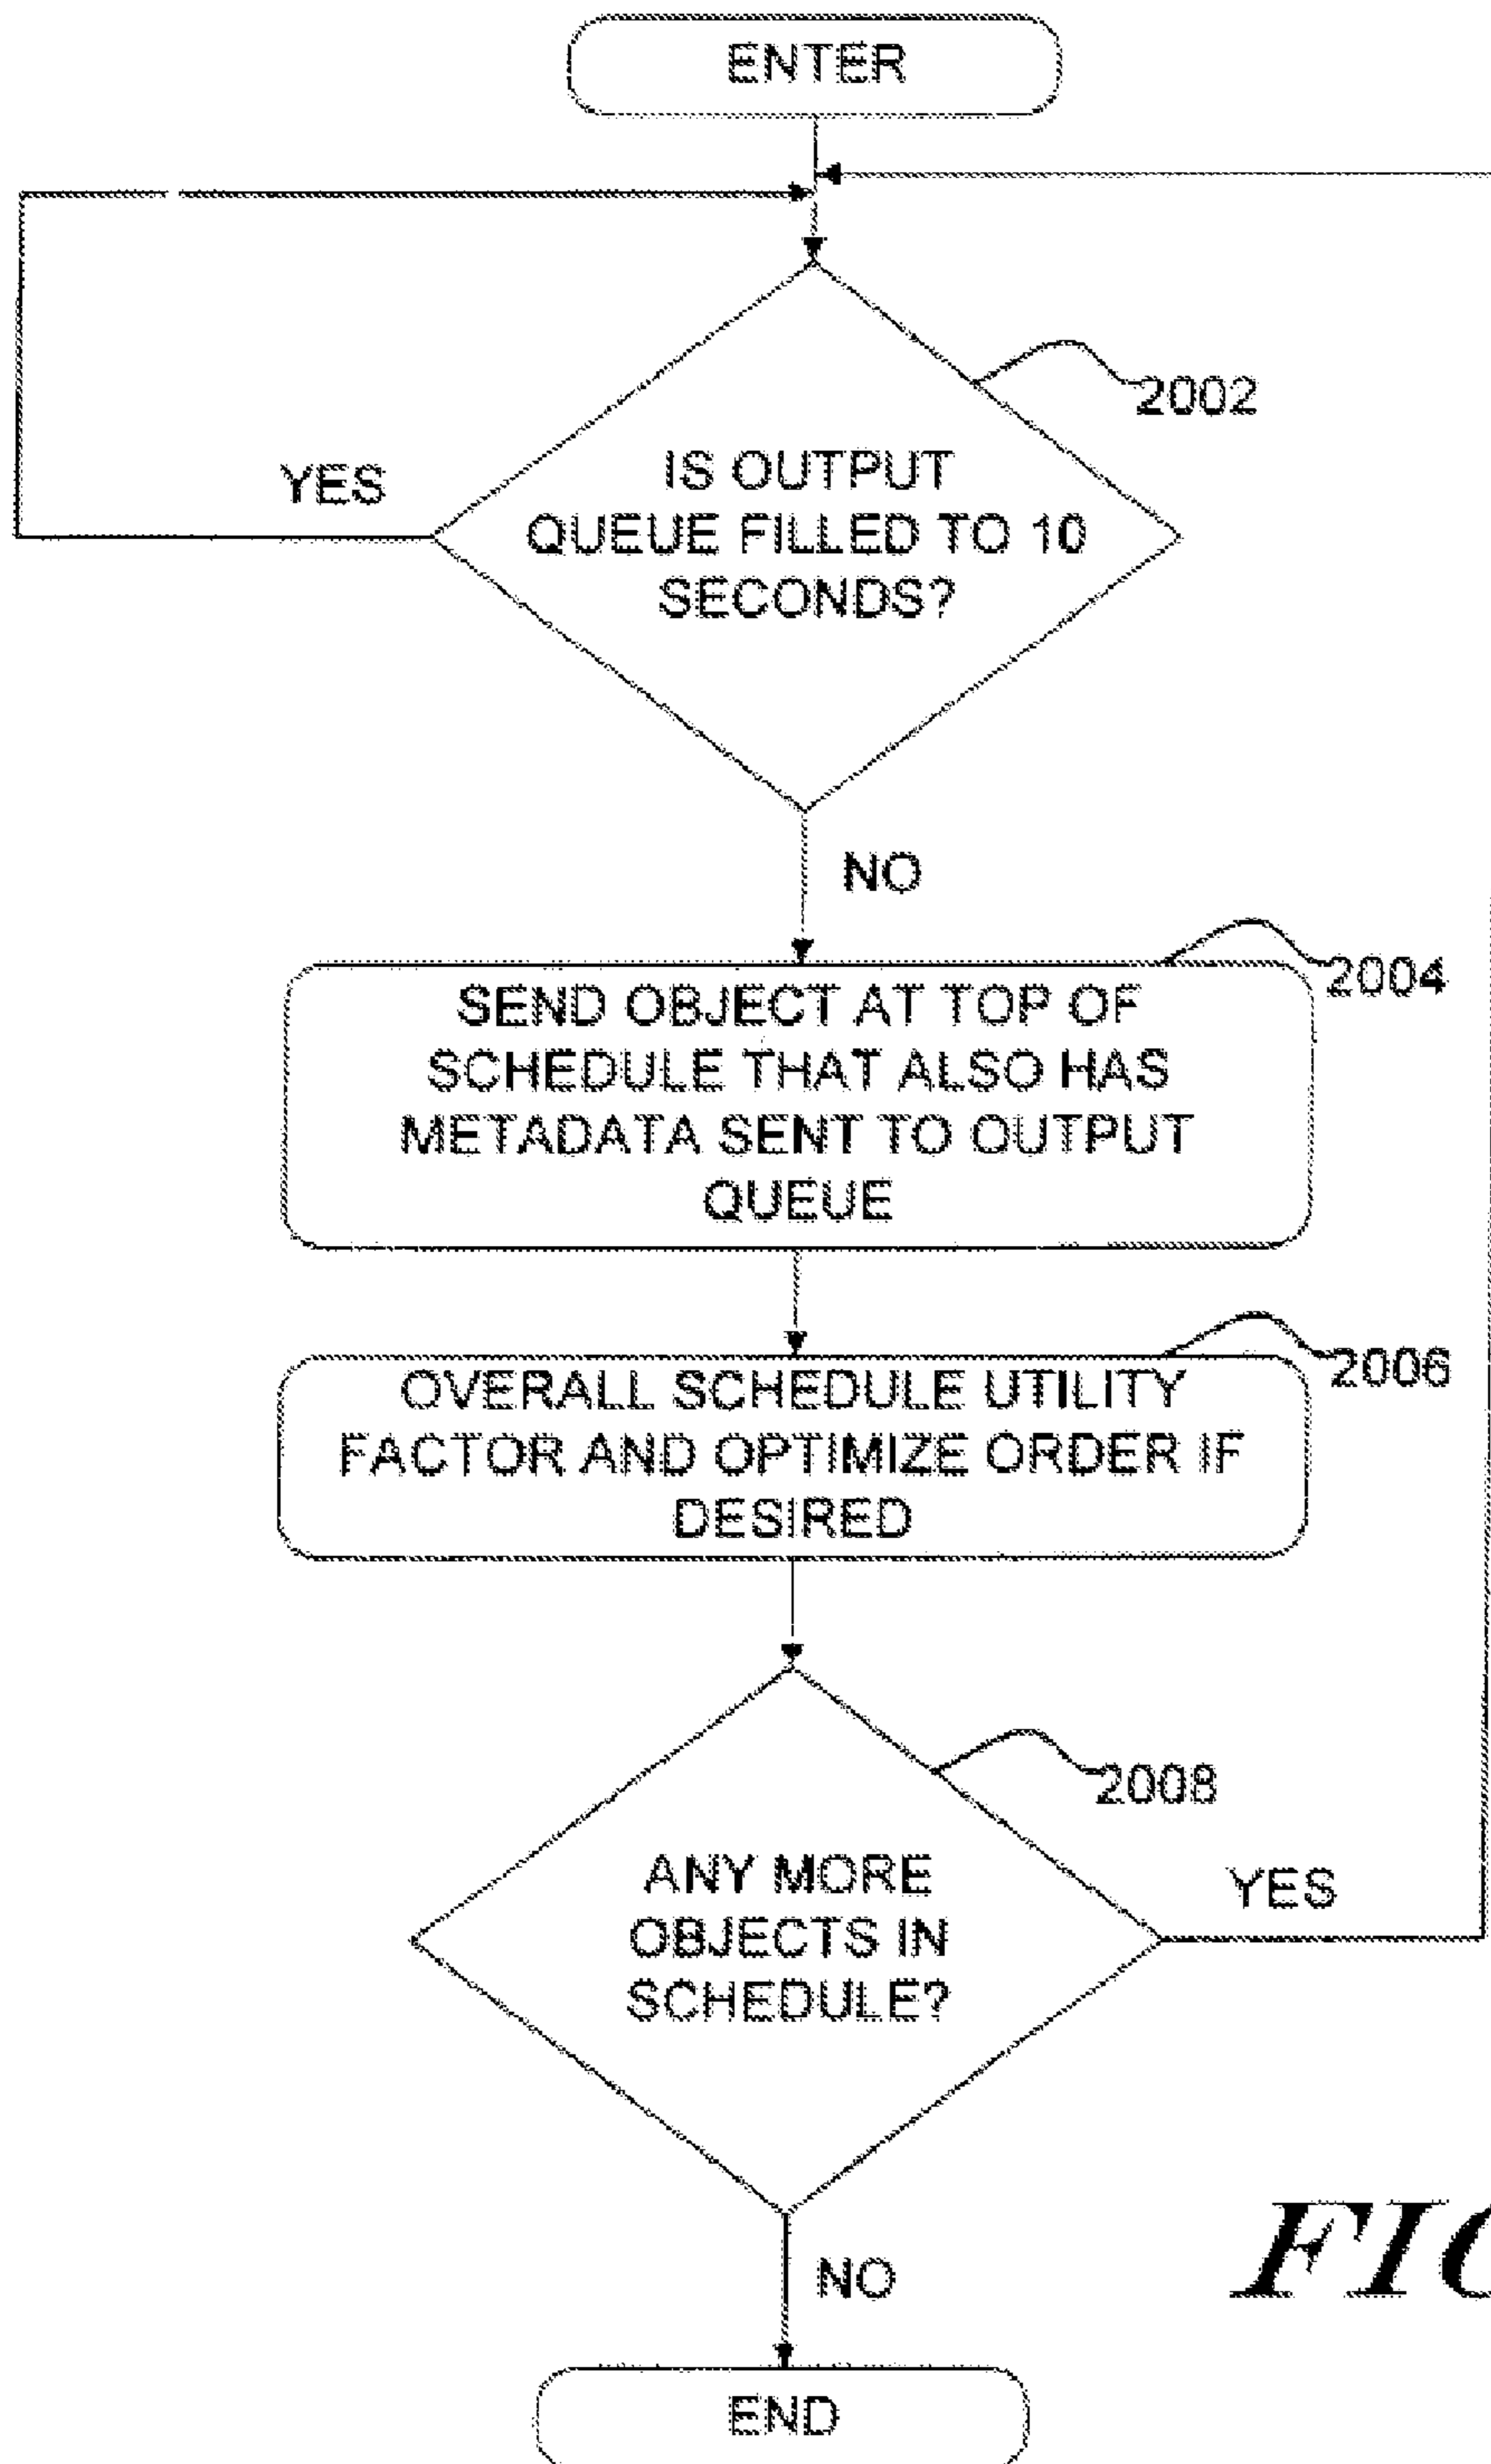 ENTER
2002
IS OUTPUT
YES
QUEUE FILLED TO 10
SECONDS?
NO
2004
SEND OBJECT AT TOP OF
SCHEDULE THAT ALSO HAS
METADATA SENT TO OUTPUT
QUEUE
2006
OVERALL SCHEDULE UTILITY
FACTOR AND OPTIMIZE ORDER IF
DESIRED
2008
ANY MORE
YES
OBJECTS IN
SCHEDULE?
NO
END